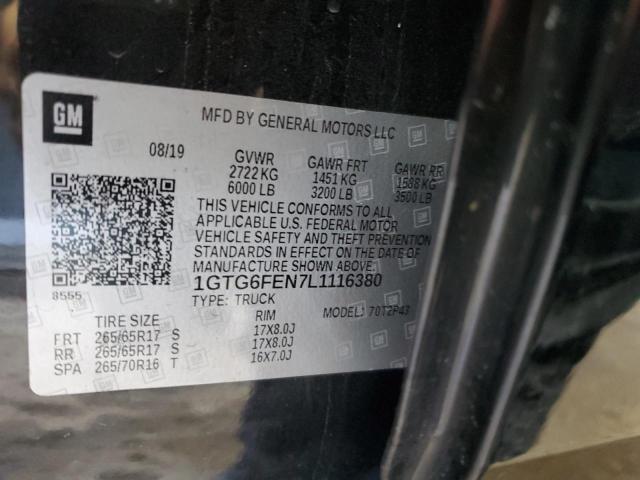 GM
MFD BY GENERAL MOTORS LLC
08/19 GVWR GAWR FRT GAWR RR
2722 KG 1451 KG 1588 KG
6000 LB 3200 LB 3500 LB
THIS VEHICLE CONFORMS TO ALL
APPLICABLE U.S. FEDERAL MOTOR
VEHICLE SAFETY AND THEFT PREVENTION
STANDARDS IN EFFECT ON THE DATE OF
MANUFACTURE SHOWN ABOVE.
8555 1GTG6FEN7L1116380
TYPE: TRUCK MODEL: 70T2P43
TIRE SIZE RIM
FRT 265/65R17 S 17X8.0J
RR 265/65R17 S 17X8.0J
SPA 265/70R16 T 16X7.0J